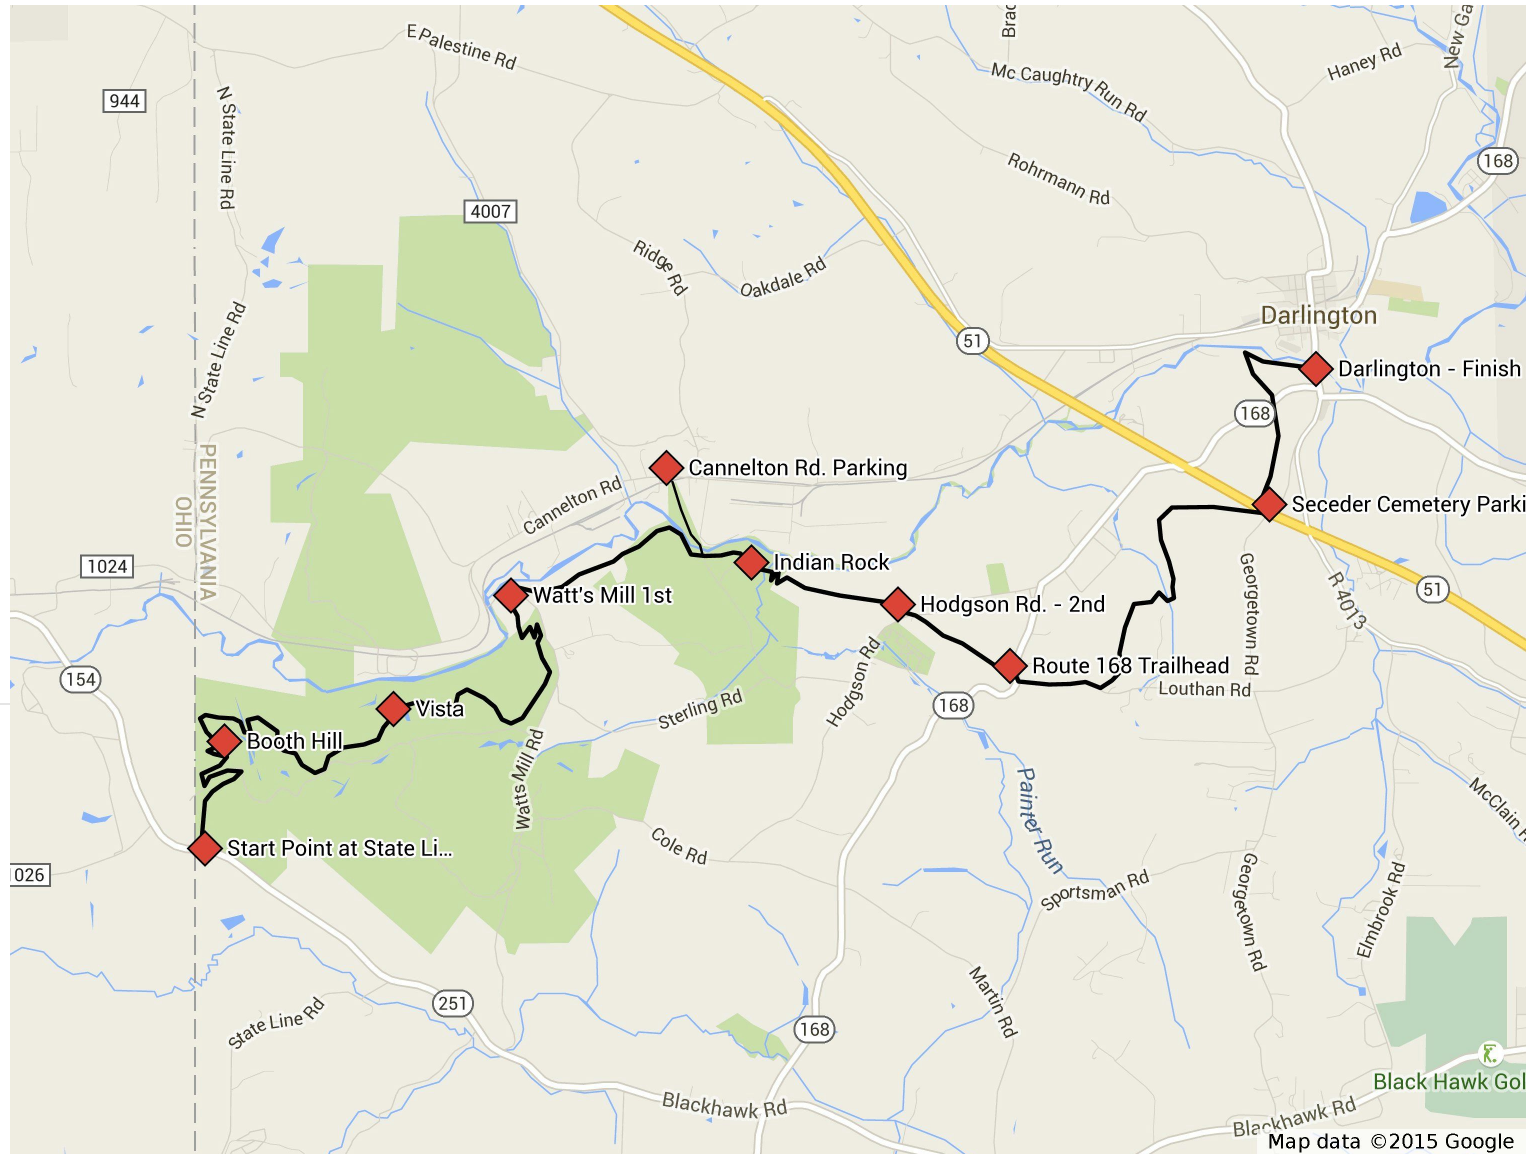 E Palestine Rd
Brad
Mc Caughtry Run Rd
Haney Rd
New Ga
944
N State Line Rd
4007
Rohrmann Rd
168
Ridge Rd
Oakdale Rd
N State Line Rd
51
Darlington
Darlington - Finish
168
PENNSYLVANIA
OHIO
Cannelton Rd. Parking
Cannelton Rd
Seceder Cemetery Parki
1024
Indian Rock
Watt's Mill 1st
Hodgson Rd. - 2nd
Georgetown Rd
R 4013
51
154
Route 168 Trailhead
Louthan Rd
Hodgson Rd
Sterling Rd
168
Vista
Booth Hill
Watts Mill Rd
Painter Run
McClain R
Start Point at State Li...
Cole Rd
1026
Sportsman Rd
Georgetown Rd
Elmbrook Rd
251
State Line Rd
Martin Rd
168
Black Hawk Gol
Blackhawk Rd
Blackhawk Rd
Map data ©2015 Google